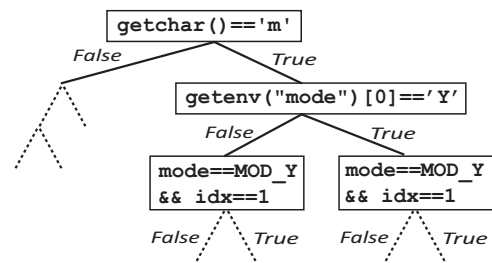 getchar()=='m'
False True
getenv("mode")[0]=='Y'
False True
mode==MOD_Y mode==MOD_Y
&& idx==1 && idx==1
False True False True